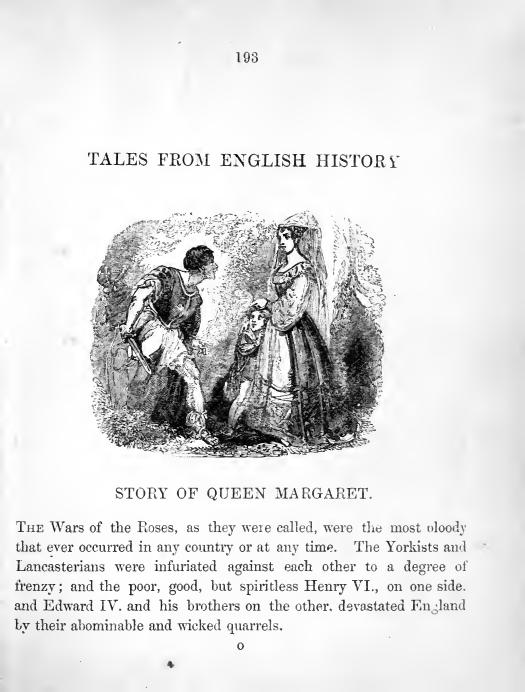 193
TALES FROM ENGLISH HISTORY
STORY OF QUEEN MARGARET.
THE Wars of the Roses, as they were called, were the most bloody
that ever occurred in any country or at any time. The Yorkists and
Lancasterians were infuriated against each other to a degree of
frenzy; and the poor, good, but spiritless Henry VI., on one side,
and Edward IV. and his brothers on the other, devastated England
by their abominable and wicked quarrels.
O